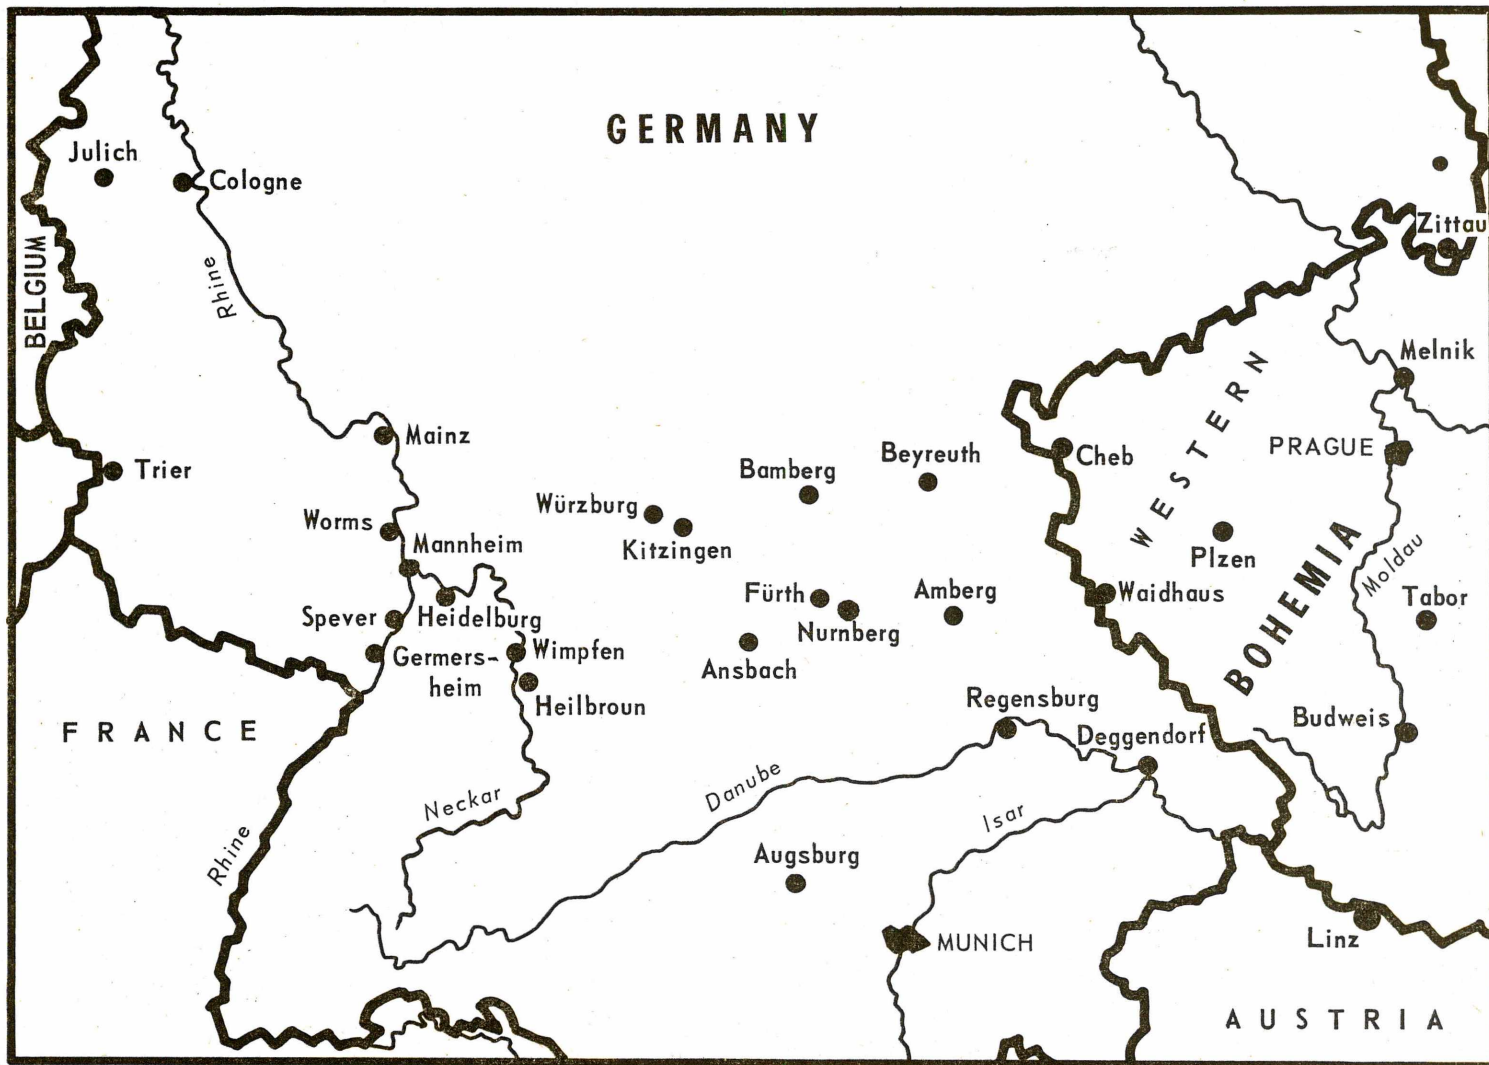 GERMANY
Julich
Cologne
Zittau
BELGIUM
Rhine
Melnik
WESTERN
Mainz
PRAGUE
Trier
Beyreuth
Cheb
Bamberg
Würzburg
Worms
Kitzingen
Mannheim
Plzen
BOHEMIA
Moldau
Fürth
Amberg
Waidhaus
Tabor
Spever
Heidelburg
Nurnberg
Wimpfen
Ansbach
Germers-
heim
Heilbroun
Regensburg
FRANCE
Deggendorf
Budweis
Danube
Neckar
Isar
Rhine
Augsburg
MUNICH
Linz
AUSTRIA